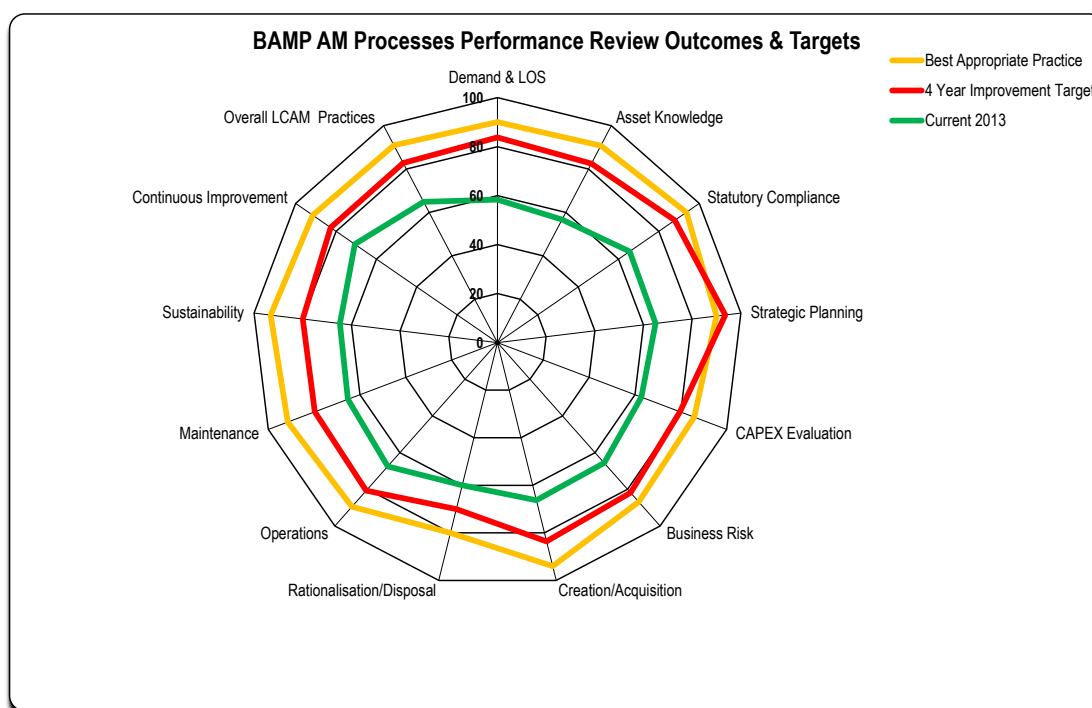 BAMP AM Processes Performance Review Outcomes & Targets
Best Appropriate Practice
4 Year Improvement Target
Current 2013
Demand & LOS
Asset Knowledge
Statutory Compliance
Strategic Planning
CAPEX Evaluation
Business Risk
Creation/Acquisition
Rationalisation/Disposal
Operations
Maintenance
Sustainability
Continuous Improvement
Overall LCAM Practices
100
80
60
40
20
0